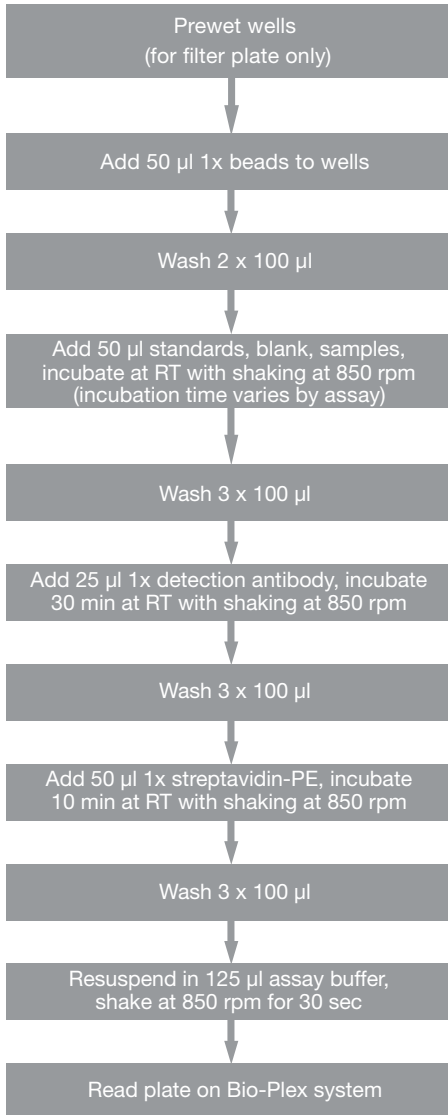 Prewet wells
(for filter plate only)
Add 50 µl 1x beads to wells
Wash 2 x 100 µl
Add 50 µl standards, blank, samples,
incubate at RT with shaking at 850 rpm
(incubation time varies by assay)
Wash 3 x 100 µl
Add 25 µl 1x detection antibody, incubate
30 min at RT with shaking at 850 rpm
Wash 3 x 100 µl
Add 50 µl 1x streptavidin-PE, incubate
10 min at RT with shaking at 850 rpm
Wash 3 x 100 µl
Resuspend in 125 µl assay buffer,
shake at 850 rpm for 30 sec
Read plate on Bio-Plex system